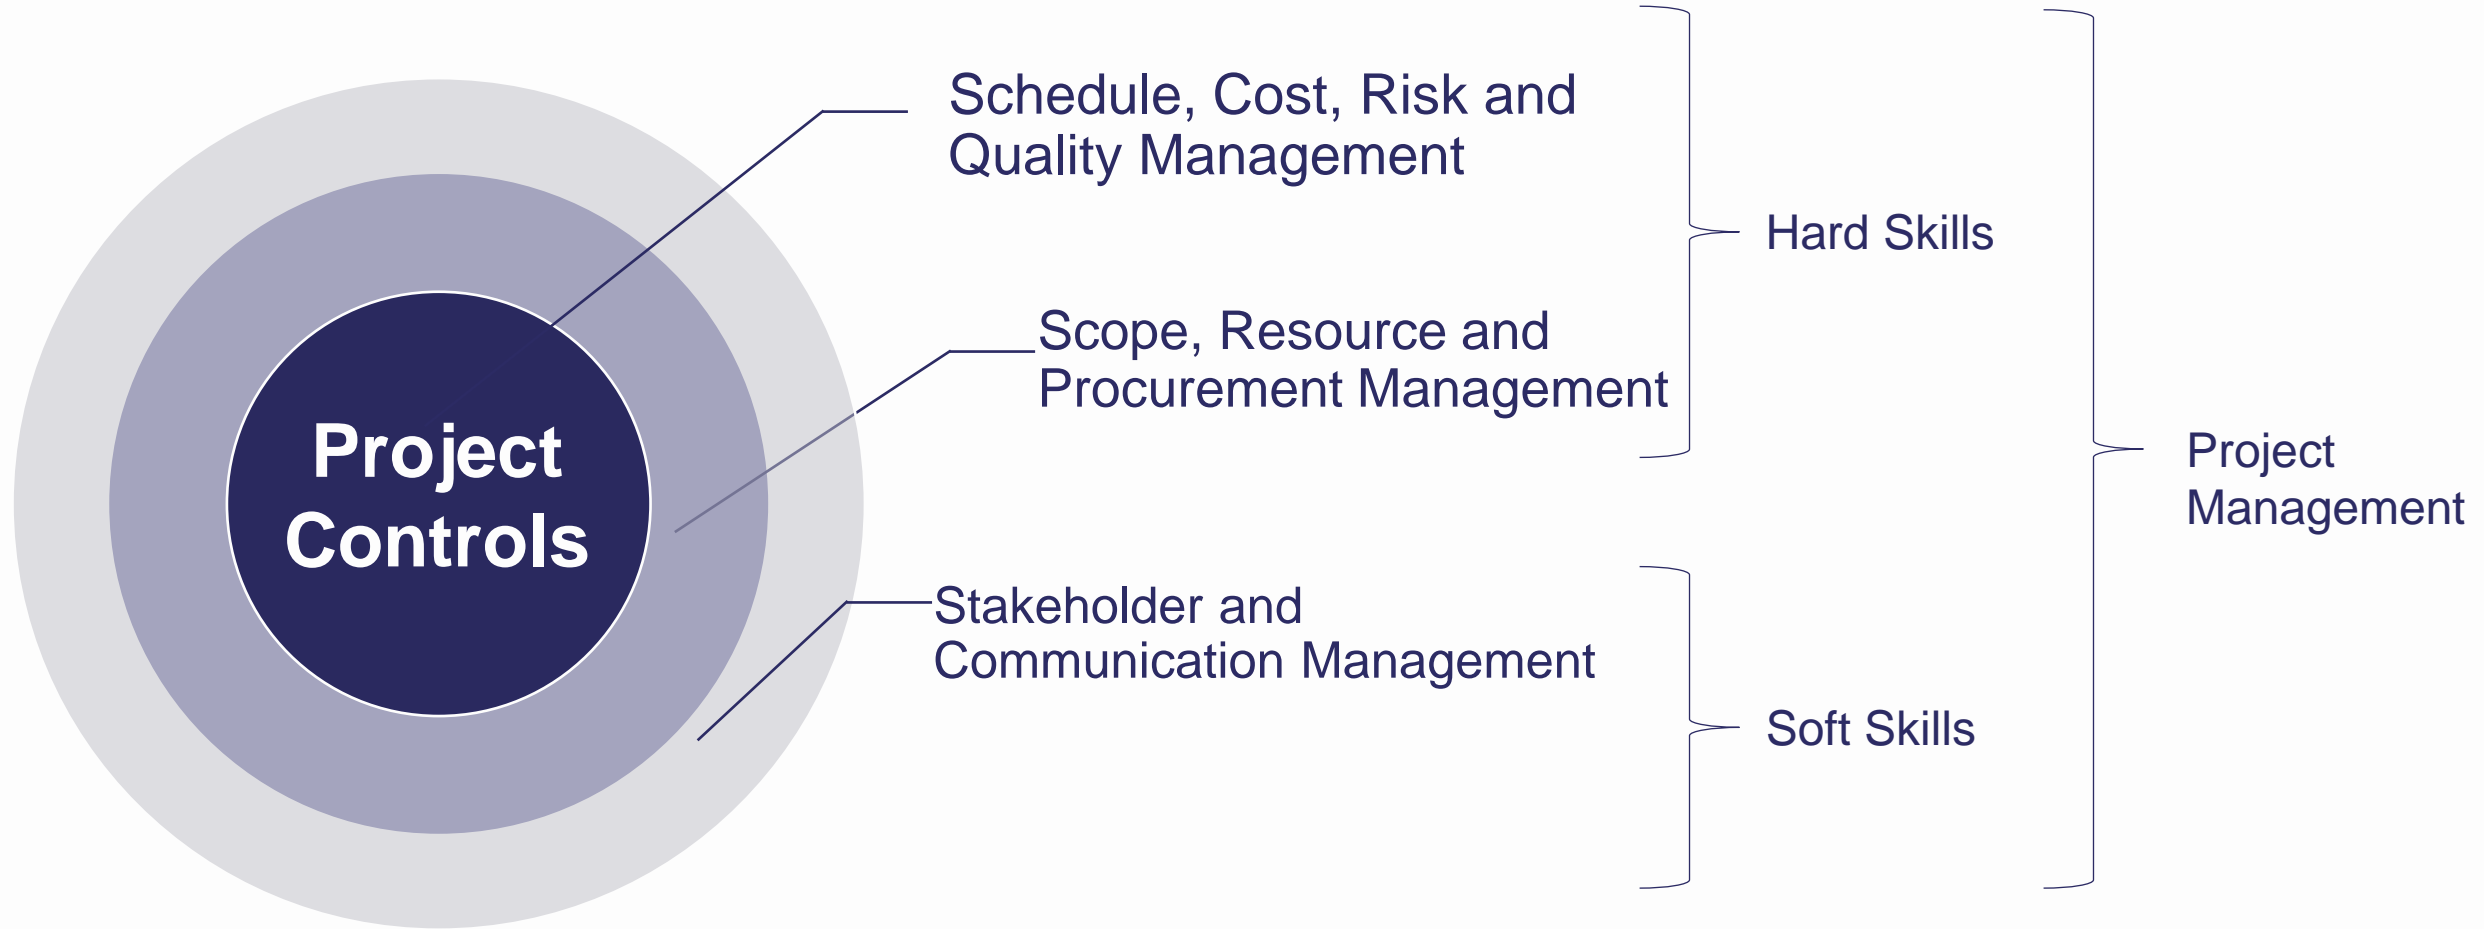 Project
Controls
Schedule, Cost, Risk and
Quality Management
Scope, Resource and
Procurement Management
Stakeholder and
Communication Management
Hard Skills
Soft Skills
Project
Management